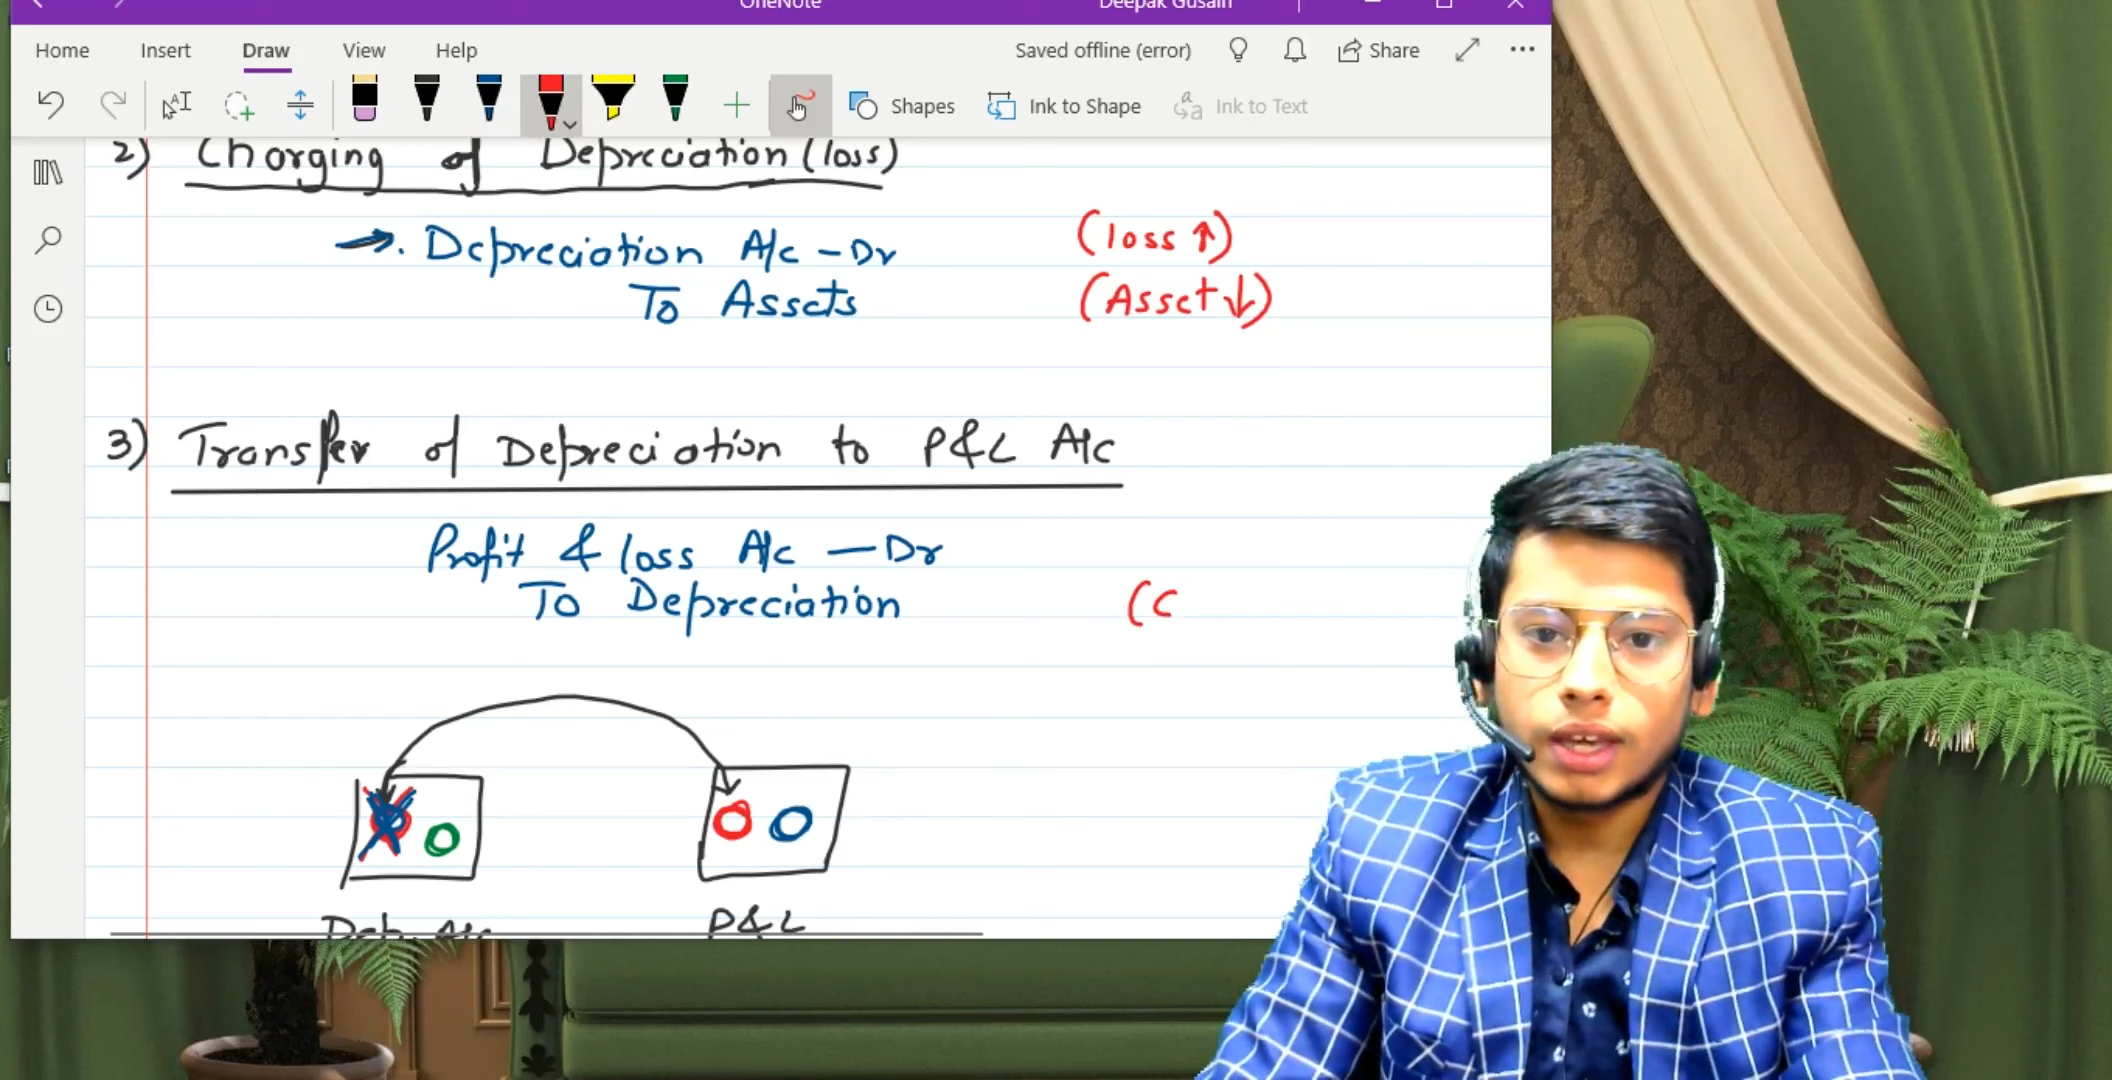 OneNote
Deepak Gusain
Home Insert Draw View Help Saved offline (error) Share
Shapes Ink to Shape Ink to Text
2) Charging of Depreciation (loss)
Depreciation A/c - Dr (loss ↑)
To Assets (Asset ↓)
3) Transfer of Depreciation to P&L A/c
Profit & loss A/c - Dr
To Depreciation (C
Dep. A/c P&L